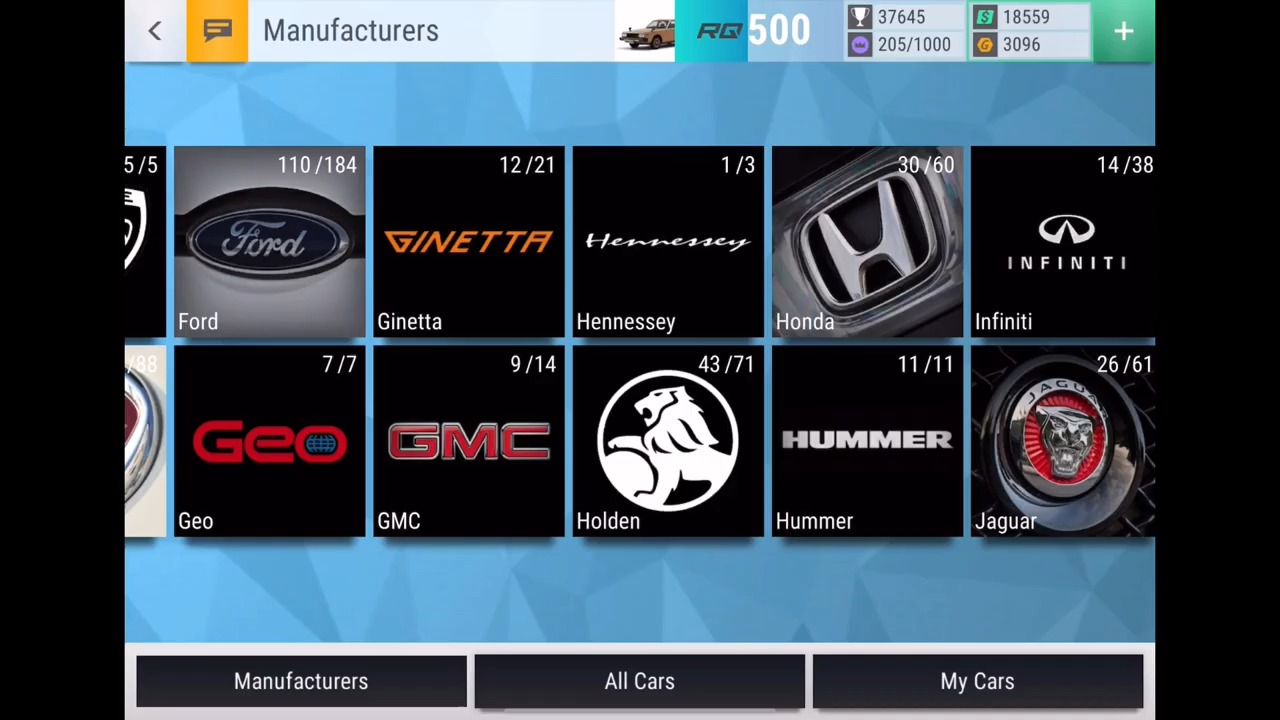 Manufacturers
RQ 500
37645
205/1000
18559
3096
+
5/5
110/184
Ford
Ford
12/21
GINETTA
Ginetta
1/3
Hennessey
Hennessey
30/60
Honda
14/38
INFINITI
Infiniti
/88
7/7
Geo
Geo
9/14
GMC
GMC
43/71
Holden
11/11
HUMMER
Hummer
26/61
JAGUAR
Jaguar
Manufacturers
All Cars
My Cars